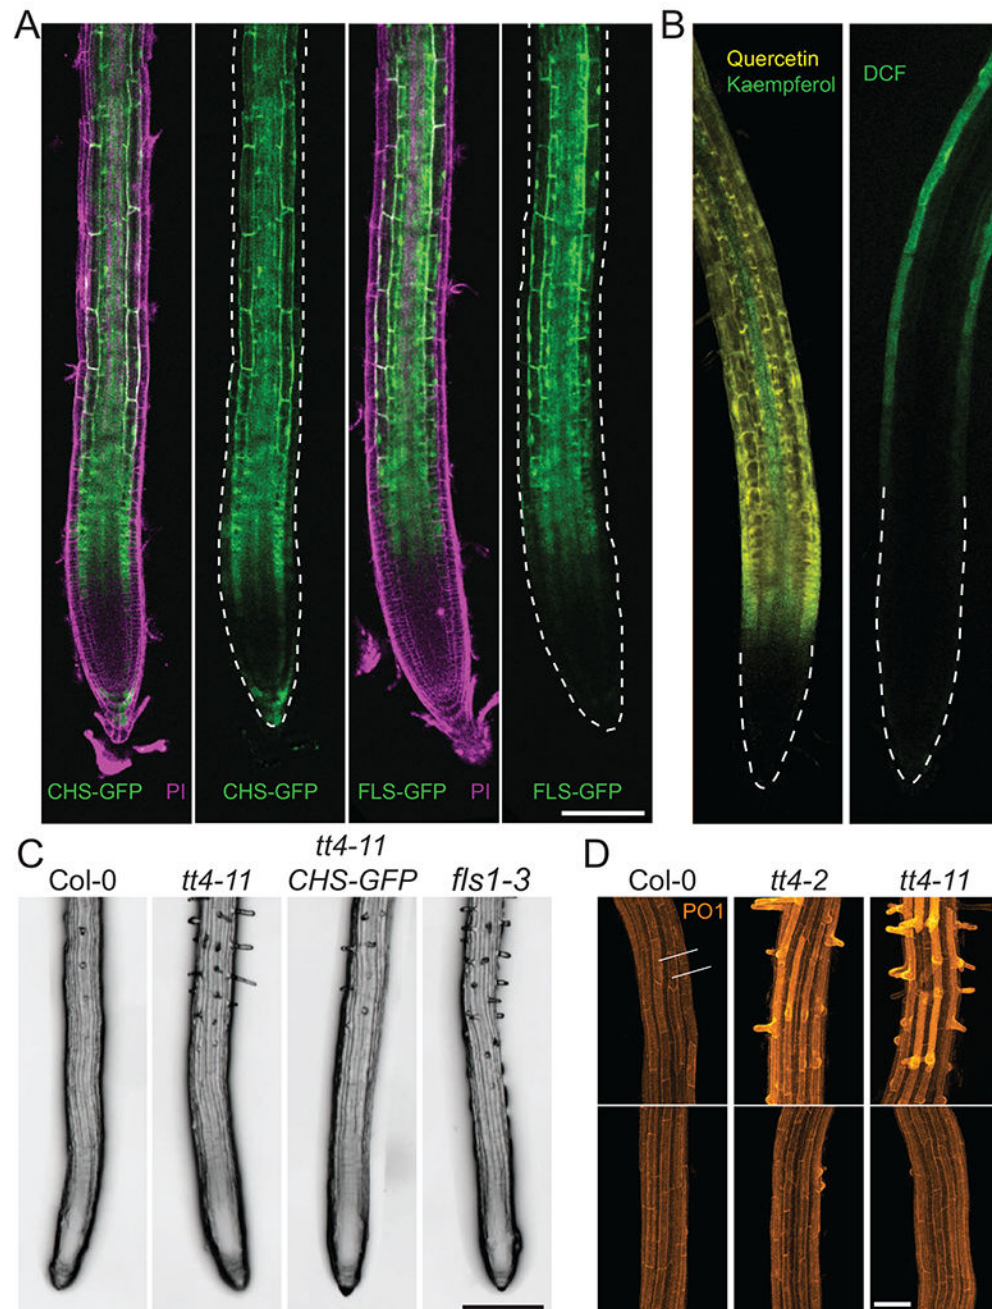 A
B
Quercetin
Kaempferol
DCF
CHS-GFP PI
CHS-GFP
FLS-GFP PI
FLS-GFP
C
Col-0
tt4-11
tt4-11
CHS-GFP
fls1-3
D
Col-0
tt4-2
tt4-11
PO1